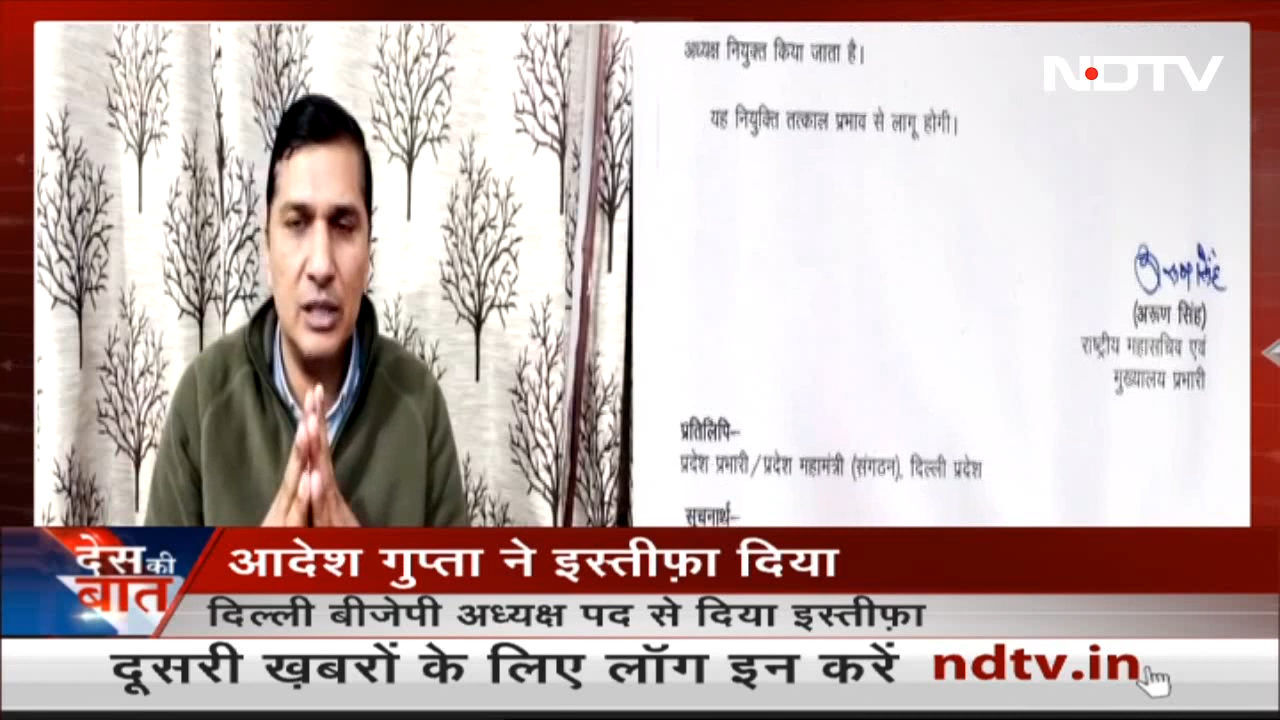 NDTV
अध्यक्ष नियुक्त किया जाता है।
यह नियुक्ति तत्काल प्रभाव से लागू होगी।
(अरूण सिंह)
राष्ट्रीय महासचिव एवं
मुख्यालय प्रभारी
प्रतिलिपि–
प्रदेश प्रभारी/प्रदेश महामंत्री (संगठन), दिल्ली प्रदेश
सूचनार्थ–
देस की
बात
आदेश गुप्ता ने इस्तीफ़ा दिया
दिल्ली बीजेपी अध्यक्ष पद से दिया इस्तीफ़ा
दूसरी ख़बरों के लिए लॉग इन करें ndtv.in